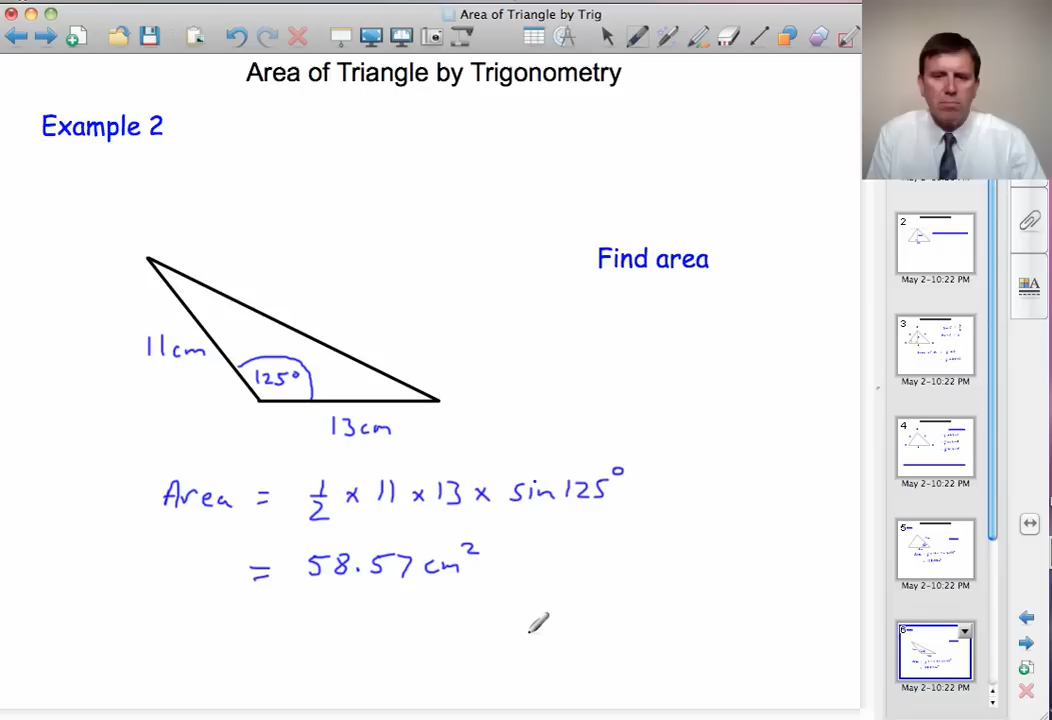 Area of Triangle by Trig
Area of Triangle by Trigonometry
Example 2
Find area
11cm
125°
13cm
Area = 1/2 × 11 × 13 × sin125°
= 58.57 cm²
2
May 2-10:22 PM
3
May 2-10:22 PM
4
May 2-10:22 PM
5
May 2-10:22 PM
6
May 2-10:22 PM